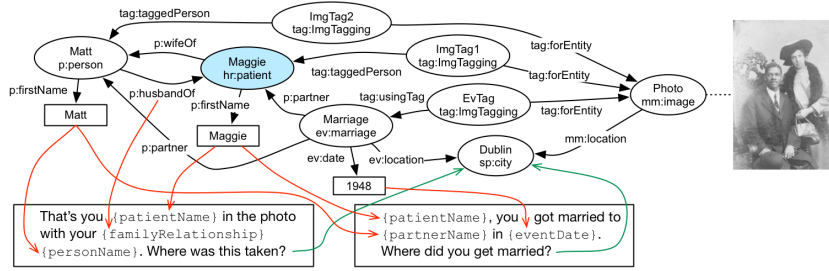 ImgTag2
tag:ImgTagging
tag:taggedPerson
Matt
p:person
p:wifeOf
Maggie
hr:patient
ImgTag1
tag:ImgTagging
tag:forEntity
tag:taggedPerson
tag:forEntity
Photo
mm:image
p:firstName
p:husbandOf
p:firstName
p:partner
tag:usingTag
EvTag
tag:ImgTagging
tag:forEntity
Matt
Maggie
Marriage
ev:marriage
mm:location
p:partner
ev:date
ev:location
Dublin
sp:city
1948
That's you {patientName} in the photo
with your {familyRelationship}
{personName}. Where was this taken?
{patientName}, you got married to
{partnerName} in {eventDate}.
Where did you get married?